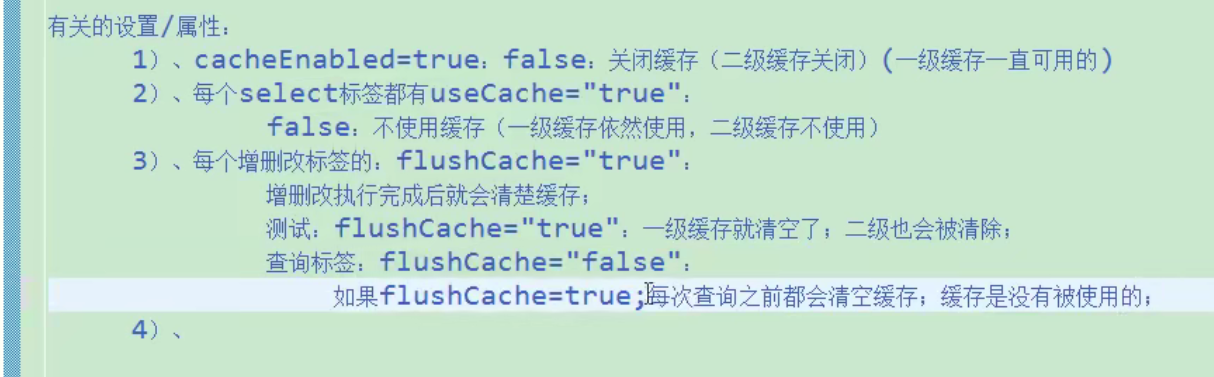 有关的设置/属性：
1）、cacheEnabled=true：false：关闭缓存（二级缓存关闭）(一级缓存一直可用的)
2）、每个select标签都有useCache="true"：
false：不使用缓存（一级缓存依然使用，二级缓存不使用）
3）、每个增删改标签的：flushCache="true"：
增删改执行完成后就会清楚缓存；
测试：flushCache="true"：一级缓存就清空了；二级也会被清除；
查询标签：flushCache="false"：
如果flushCache=true;每次查询之前都会清空缓存；缓存是没有被使用的；
4）、